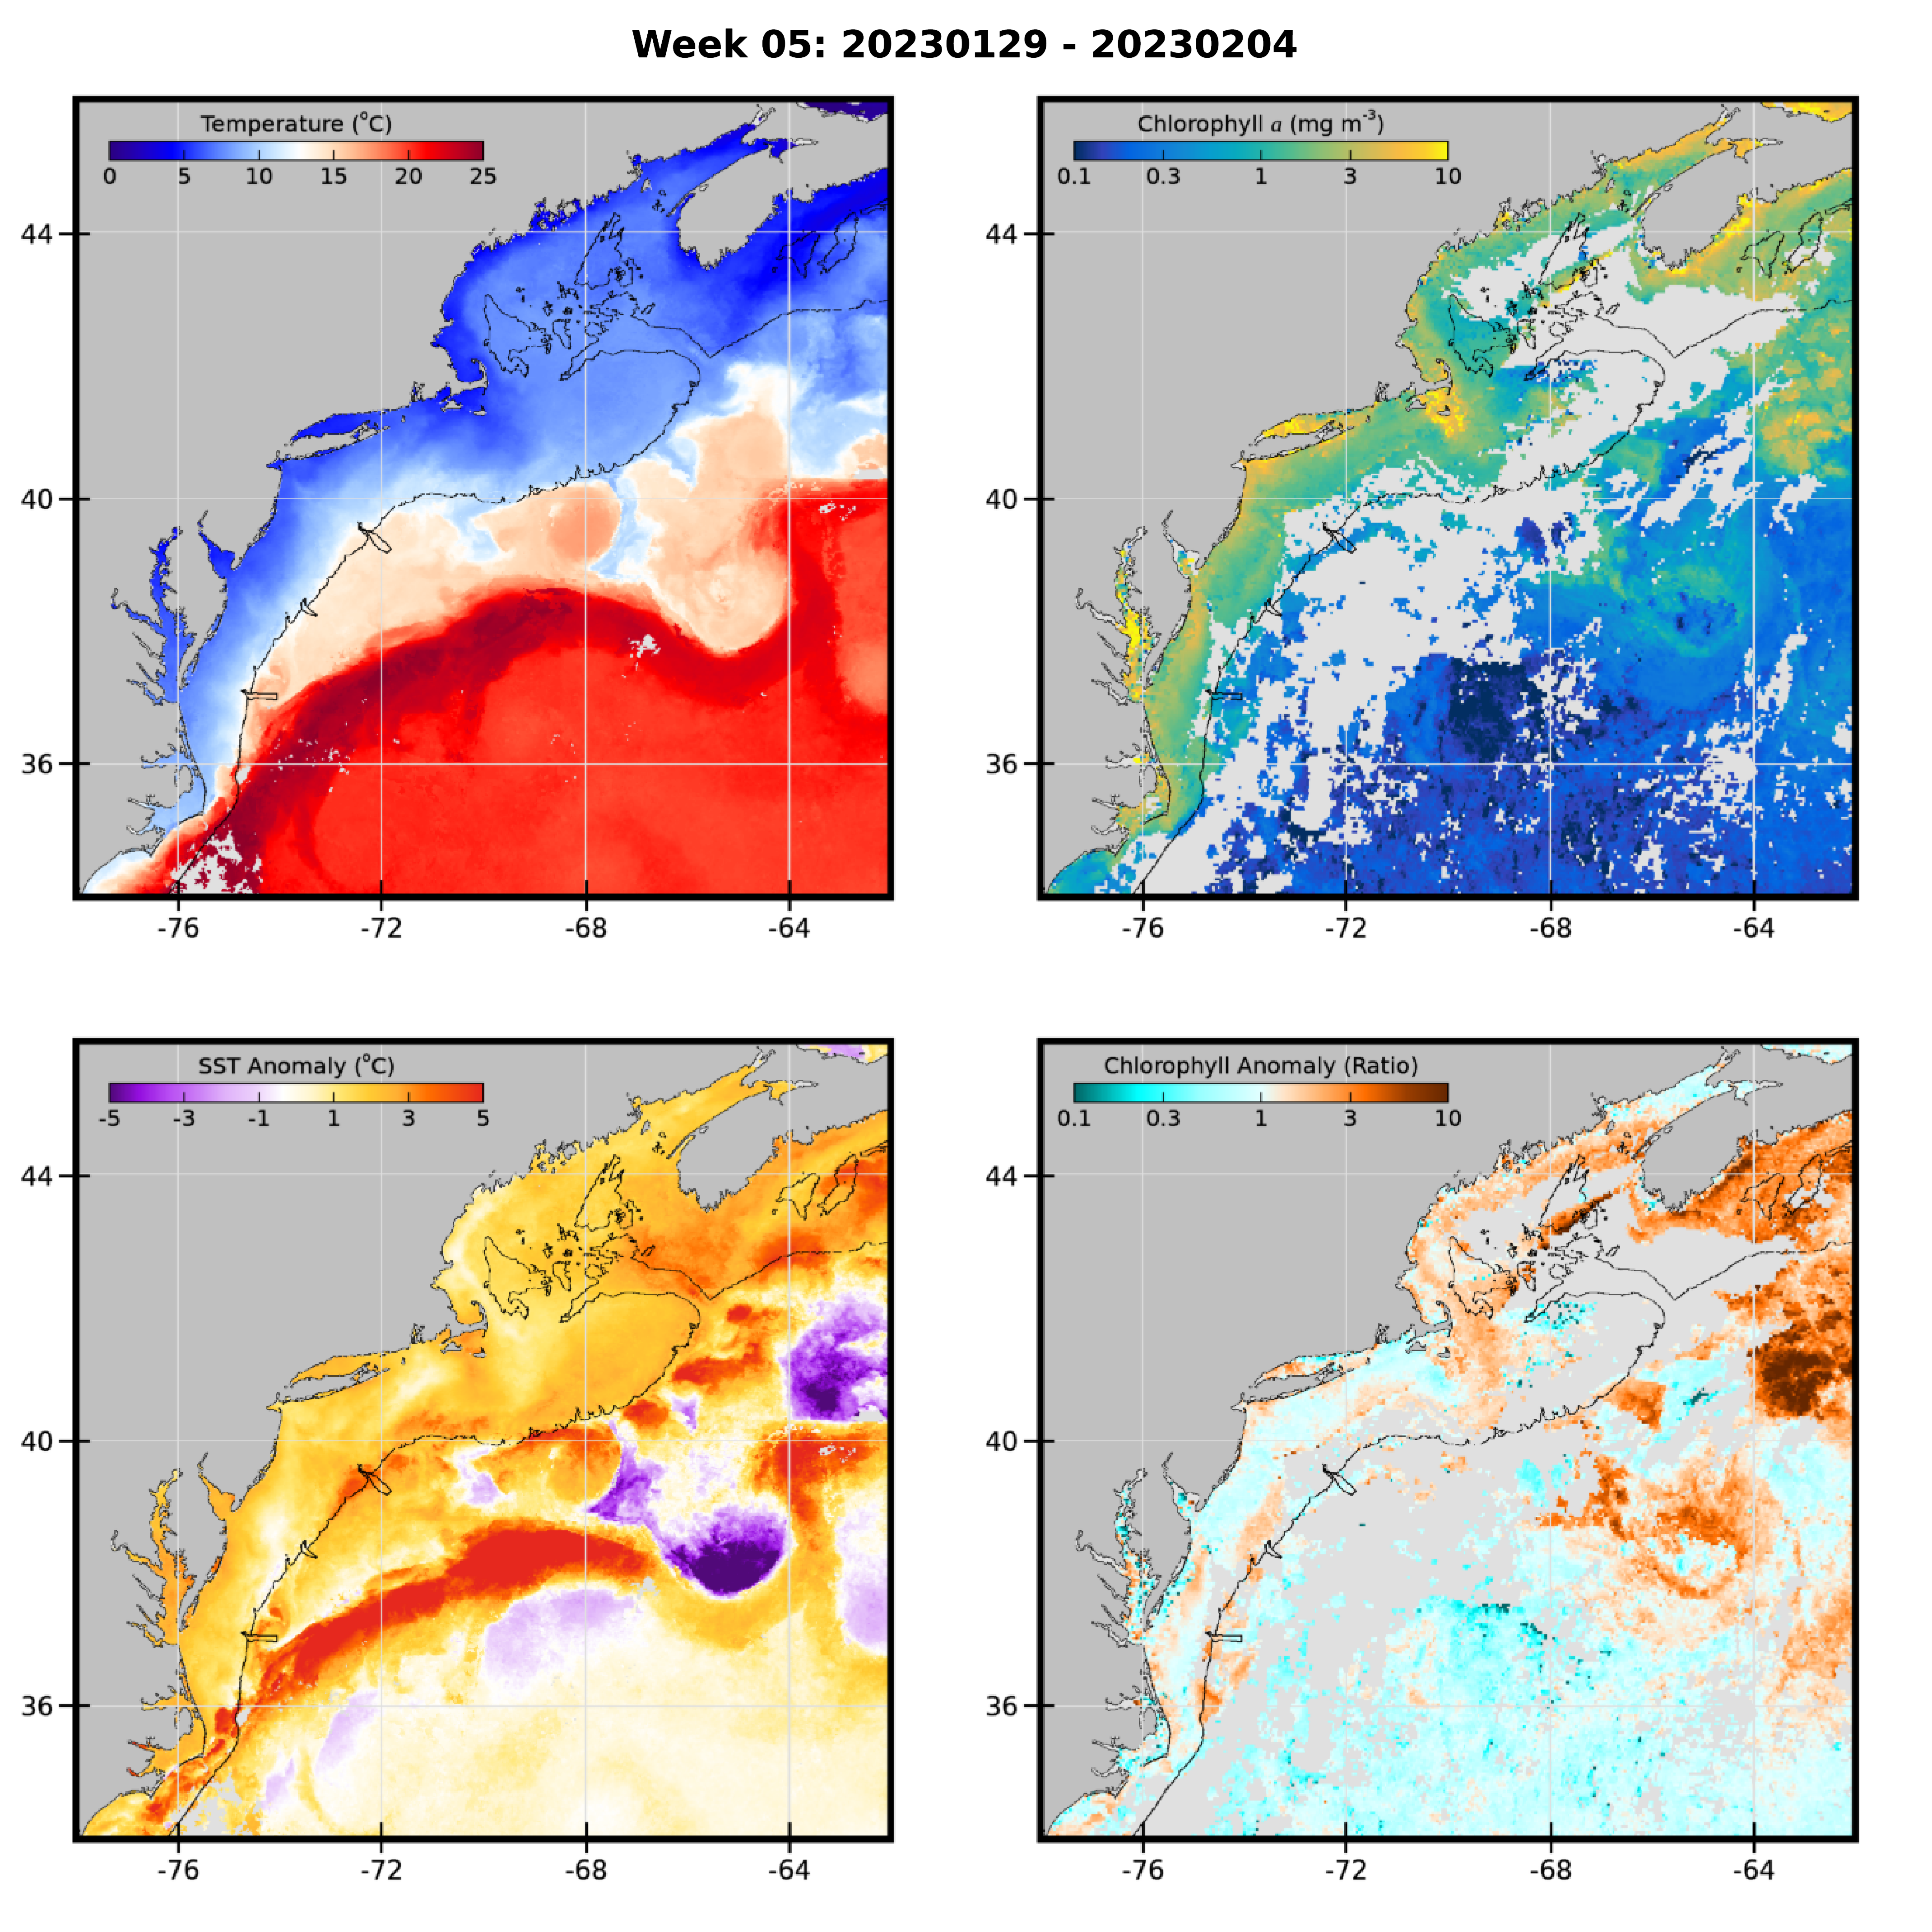 Week 05: 20230129 - 20230204
Temperature (°C)
0 5 10 15 20 25
44
40
36
-76 -72 -68 -64
Chlorophyll a (mg m⁻³)
0.1 0.3 1 3 10
44
40
36
-76 -72 -68 -64
SST Anomaly (°C)
-5 -3 -1 1 3 5
44
40
36
-76 -72 -68 -64
Chlorophyll Anomaly (Ratio)
0.1 0.3 1 3 10
44
40
36
-76 -72 -68 -64